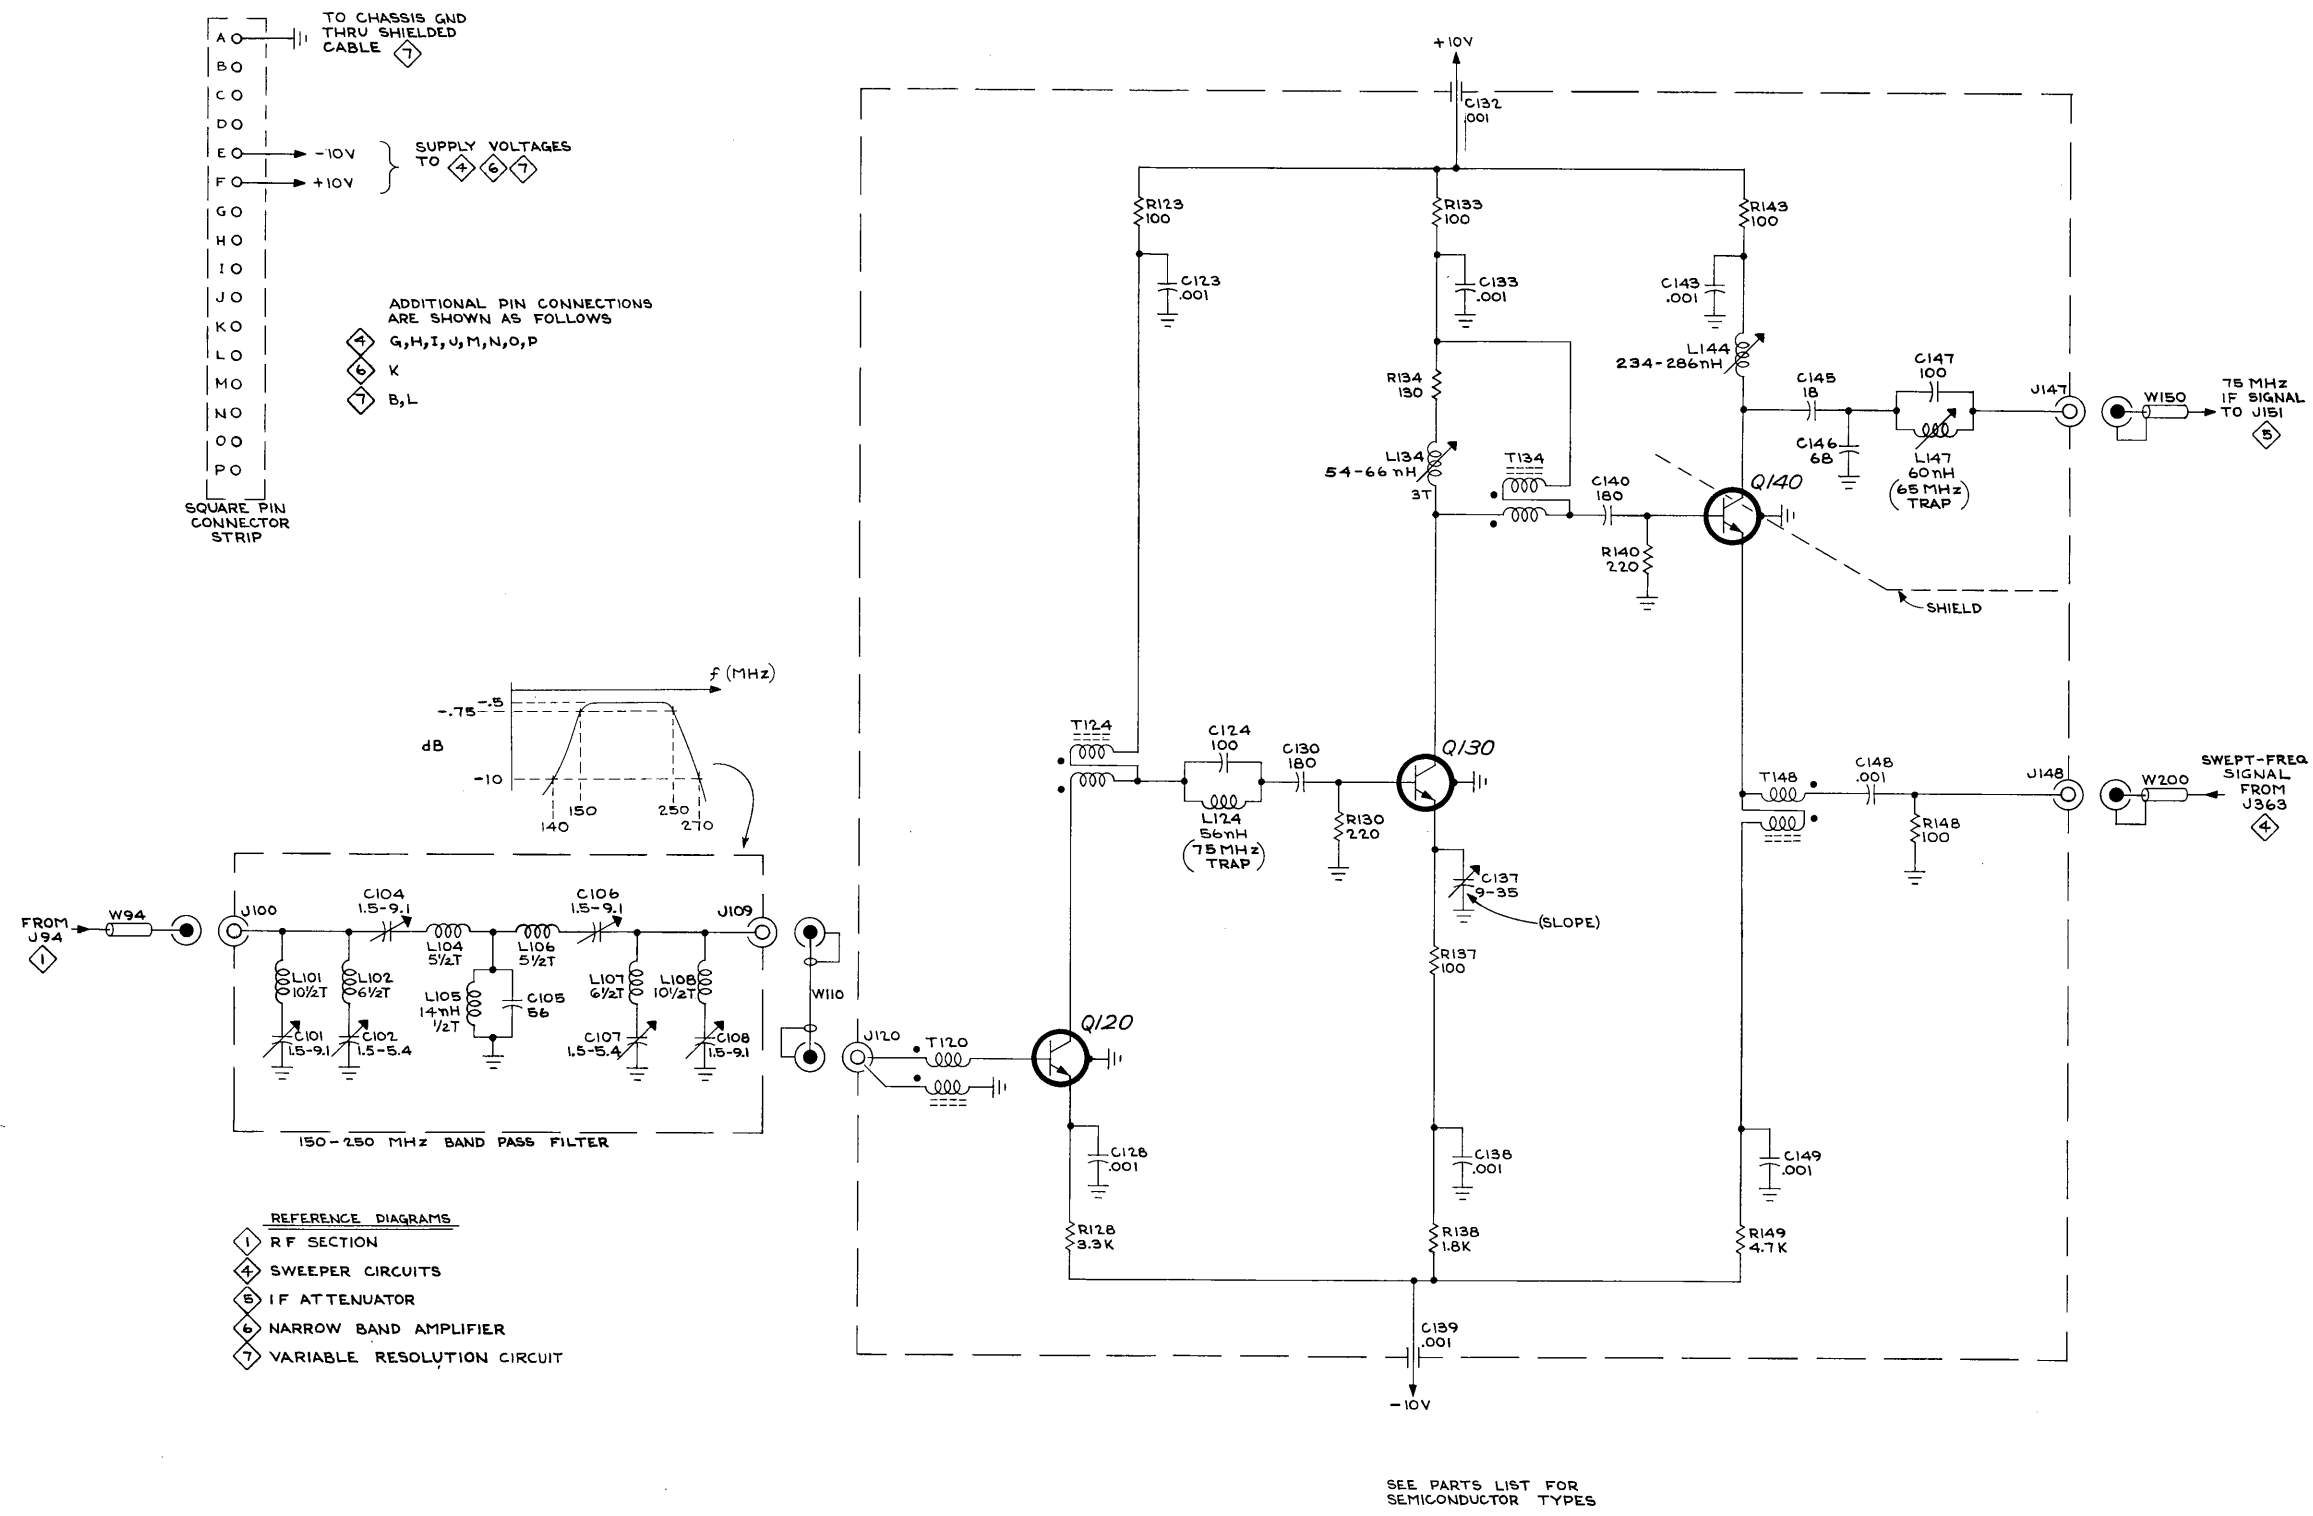 TO CHASSIS GND
THRU SHIELDED
CABLE 7
A
B
C
D
E
-10V
F
+10V
SUPPLY VOLTAGES
TO 4 6 7
G
H
I
J
K
L
M
N
O
P
SQUARE PIN
CONNECTOR
STRIP
ADDITIONAL PIN CONNECTIONS
ARE SHOWN AS FOLLOWS
4 G,H,I,J,M,N,O,P
6 K
7 B,L
f (MHz)
-.5
-.75
dB
-10
150
250
140
270
FROM
J94
1
W94
J100
C104
1.5-9.1
C106
1.5-9.1
J109
L104
5½T
L106
5½T
L101
10½T
L102
6½T
L105
14nH
½T
C105
56
L107
6½T
L108
10½T
C101
1.5-9.1
C102
1.5-5.4
C107
1.5-5.4
C108
1.5-9.1
150-250 MHz BAND PASS FILTER
W110
REFERENCE DIAGRAMS
1 RF SECTION
4 SWEEPER CIRCUITS
5 IF ATTENUATOR
6 NARROW BAND AMPLIFIER
7 VARIABLE RESOLUTION CIRCUIT
+10V
C132
.001
R123
100
R133
100
R143
100
C123
.001
C133
.001
C143
.001
R134
130
L134
54-66nH
3T
T134
C140
180
R140
220
L144
234-286nH
Q140
C145
18
C146
68
C147
100
L147
60nH
(65MHz)
TRAP
J147
W150
75 MHz
IF SIGNAL
TO J151
5
SHIELD
T124
C124
100
L124
56nH
(75MHz)
TRAP
C130
180
R130
220
Q130
C137
9-35
(SLOPE)
R137
100
T148
C148
.001
R148
100
J148
W200
SWEPT-FREQ
SIGNAL
FROM
J363
4
J120
T120
Q120
C128
.001
C138
.001
C149
.001
R128
3.3K
R138
1.8K
R149
4.7K
C139
.001
-10V
SEE PARTS LIST FOR
SEMICONDUCTOR TYPES